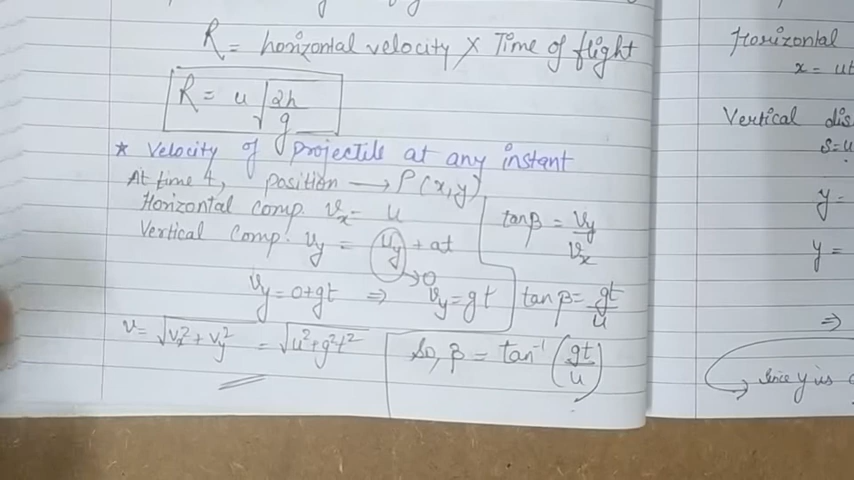 R = horizontal velocity × Time of flight
R = u √(2h/g)
* Velocity of projectile at any instant
At time t, position → P(x,y)
Horizontal comp. vx = u
Vertical comp. vy = uy + at
→ 0
vy = 0+gt ⇒ vy = gt
v = √(vx² + vy²) = √(u²+g²t²)
tanβ = vy/vx
tanβ = gt/u
So, β = tan⁻¹(gt/u)
Horizontal
x = ut
Vertical dis
s = u
y =
y =
⇒
Since y is